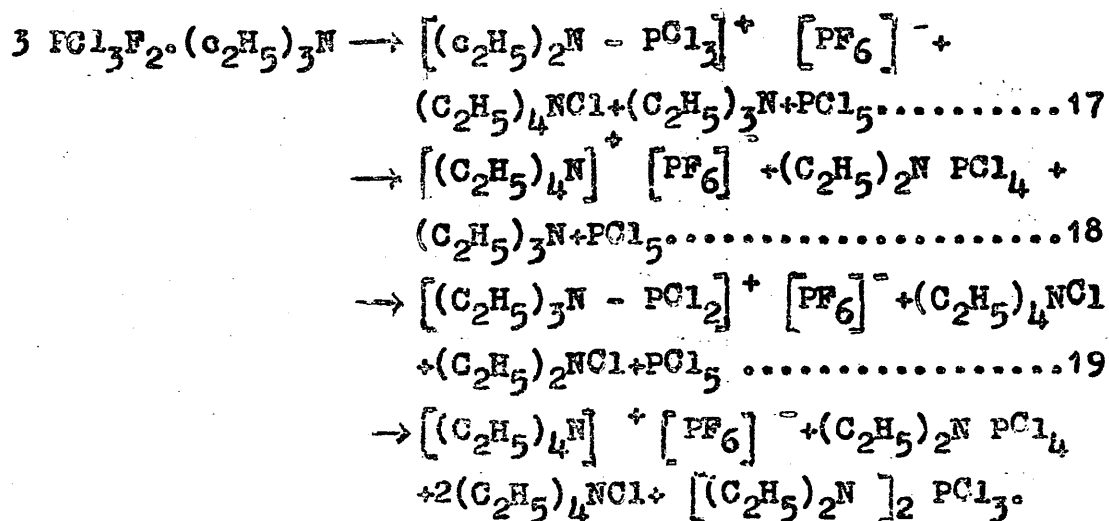 3 PCl3F2.(C2H5)3N → [(C2H5)2N - PCl3]+ [PF6]-+
(C2H5)4NCl+(C2H5)3N+PCl5..........17
→ [(C2H5)4N]+ [PF6]- +(C2H5)2N PCl4 +
(C2H5)3N+PCl5.....................18
→ [(C2H5)3N - PCl2]+ [PF6]-+(C2H5)4NCl
+(C2H5)2NCl+PCl5 .................19
→ [(C2H5)4N] + [PF6]-+(C2H5)2N PCl4
+2(C2H5)4NCl+ [(C2H5)2N ]2 PCl3.